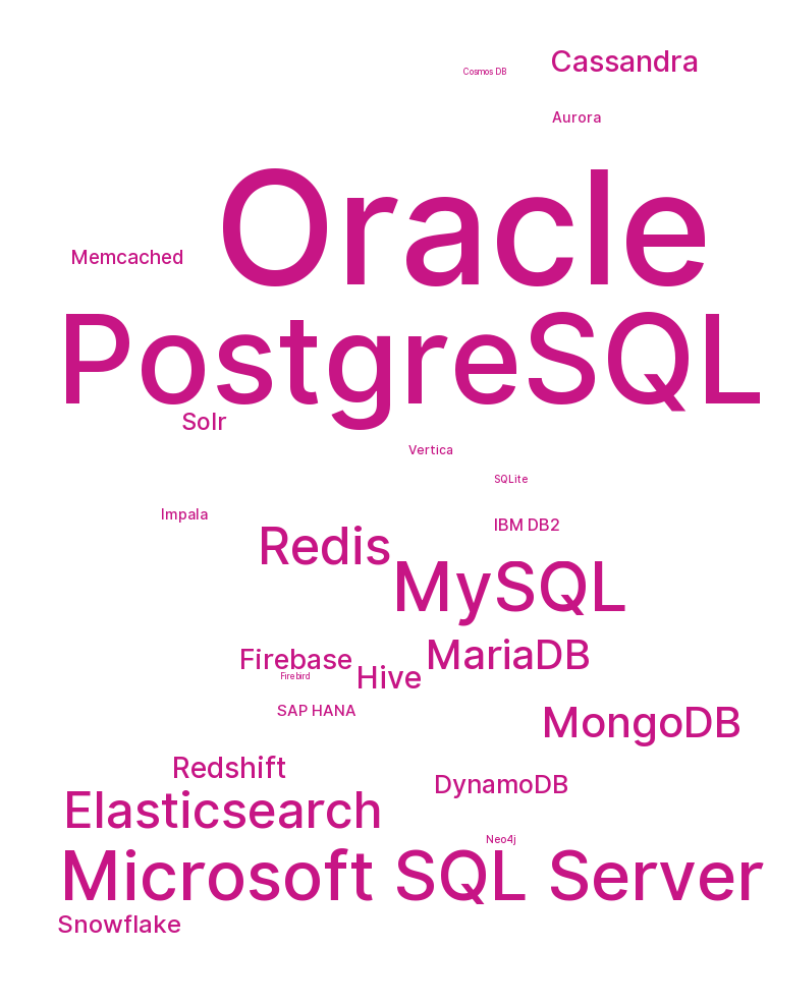 Cassandra
Cosmos DB
Aurora
Oracle
Memcached
PostgreSQL
Solr
Vertica
SQLite
Impala
IBM DB2
Redis
MySQL
MariaDB
Firebase
Firebird
Hive
SAP HANA
MongoDB
Redshift
DynamoDB
Elasticsearch
Neo4j
Microsoft SQL Server
Snowflake